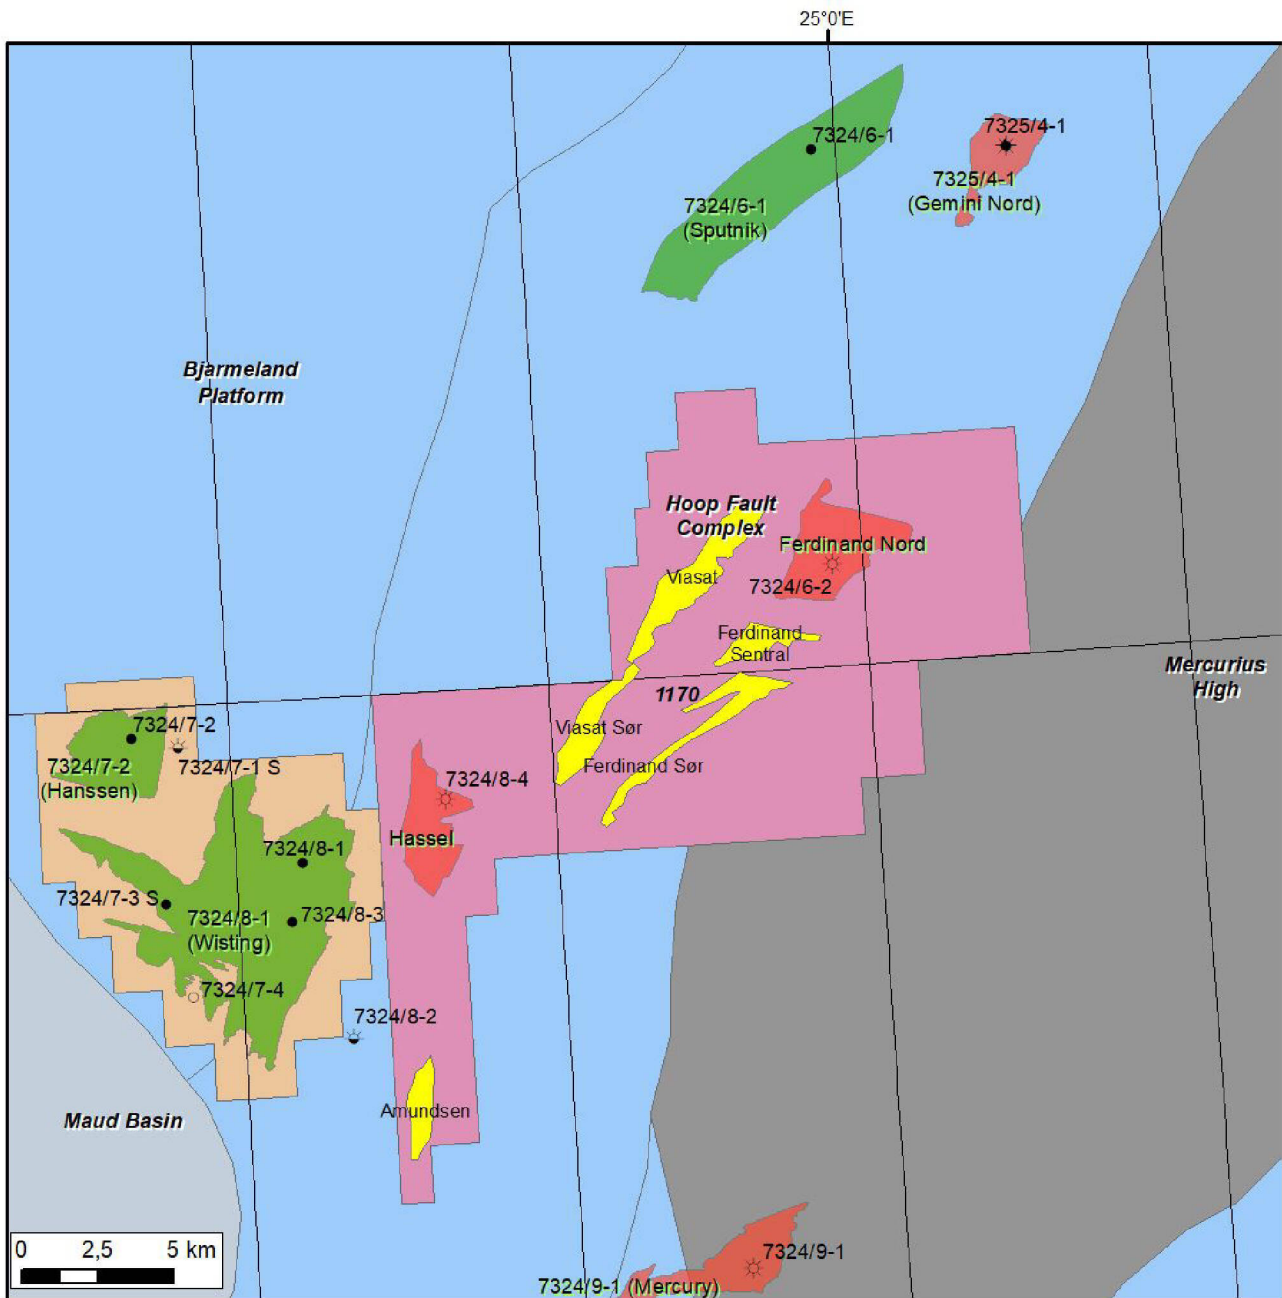 25°0'E
7324/6-1
7325/4-1
7325/4-1
(Gemini Nord)
7324/6-1
(Sputnik)
Bjarmeland
Platform
Hoop Fault
Complex
Ferdinand Nord
Viasat
7324/6-2
Ferdinand
Sentral
Mercurius
High
1170
7324/7-2
Viasat Sør
7324/7-2
(Hanssen)
7324/7-1 S
Ferdinand Sør
7324/8-4
Hassel
7324/8-1
7324/7-3 S
7324/8-1
(Wisting)
7324/8-3
7324/7-4
7324/8-2
Amundsen
Maud Basin
0 2,5 5 km
7324/9-1
7324/9-1 (Mercury)